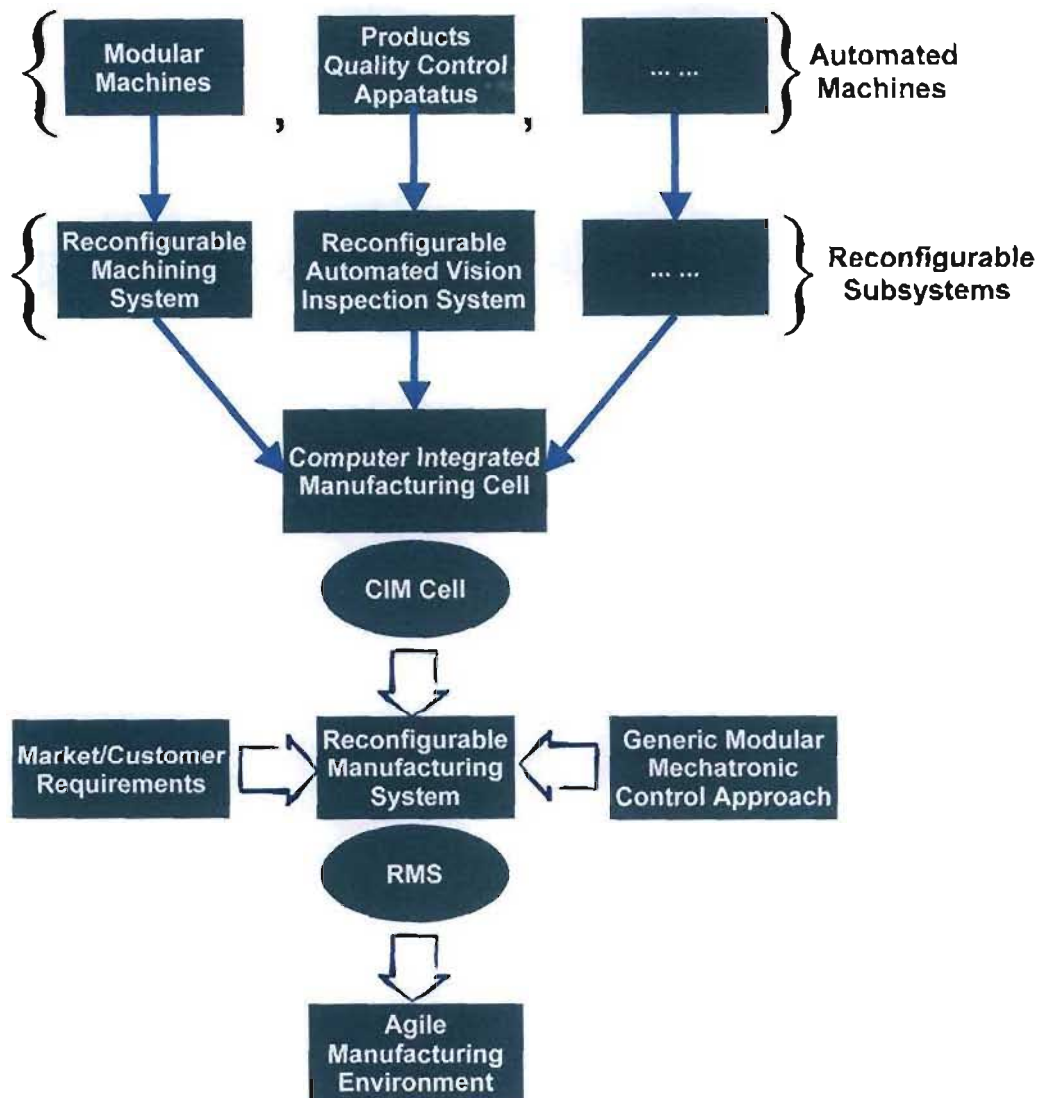 Modular
Machines
,
Products
Quality Control
Appatatus
,
... ...
Automated
Machines
Reconfigurable
Machining
System
Reconfigurable
Automated Vision
Inspection System
... ...
Reconfigurable
Subsystems
Computer Integrated
Manufacturing Cell
CIM Cell
Market/Customer
Requirements
Reconfigurable
Manufacturing
System
Generic Modular
Mechatronic
Control Approach
RMS
Agile
Manufacturing
Environment